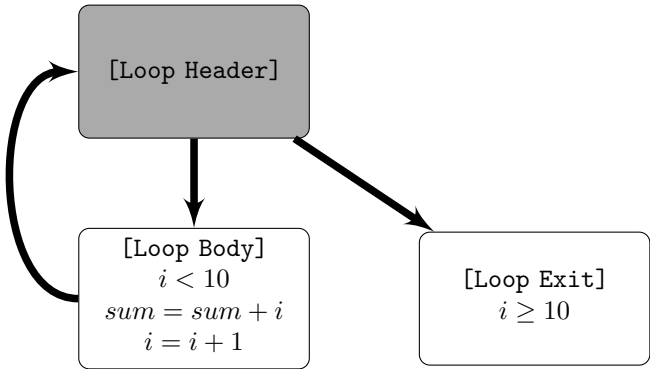 [Loop Header]
[Loop Body]
i < 10
sum = sum + i
i = i + 1
[Loop Exit]
i ≥ 10